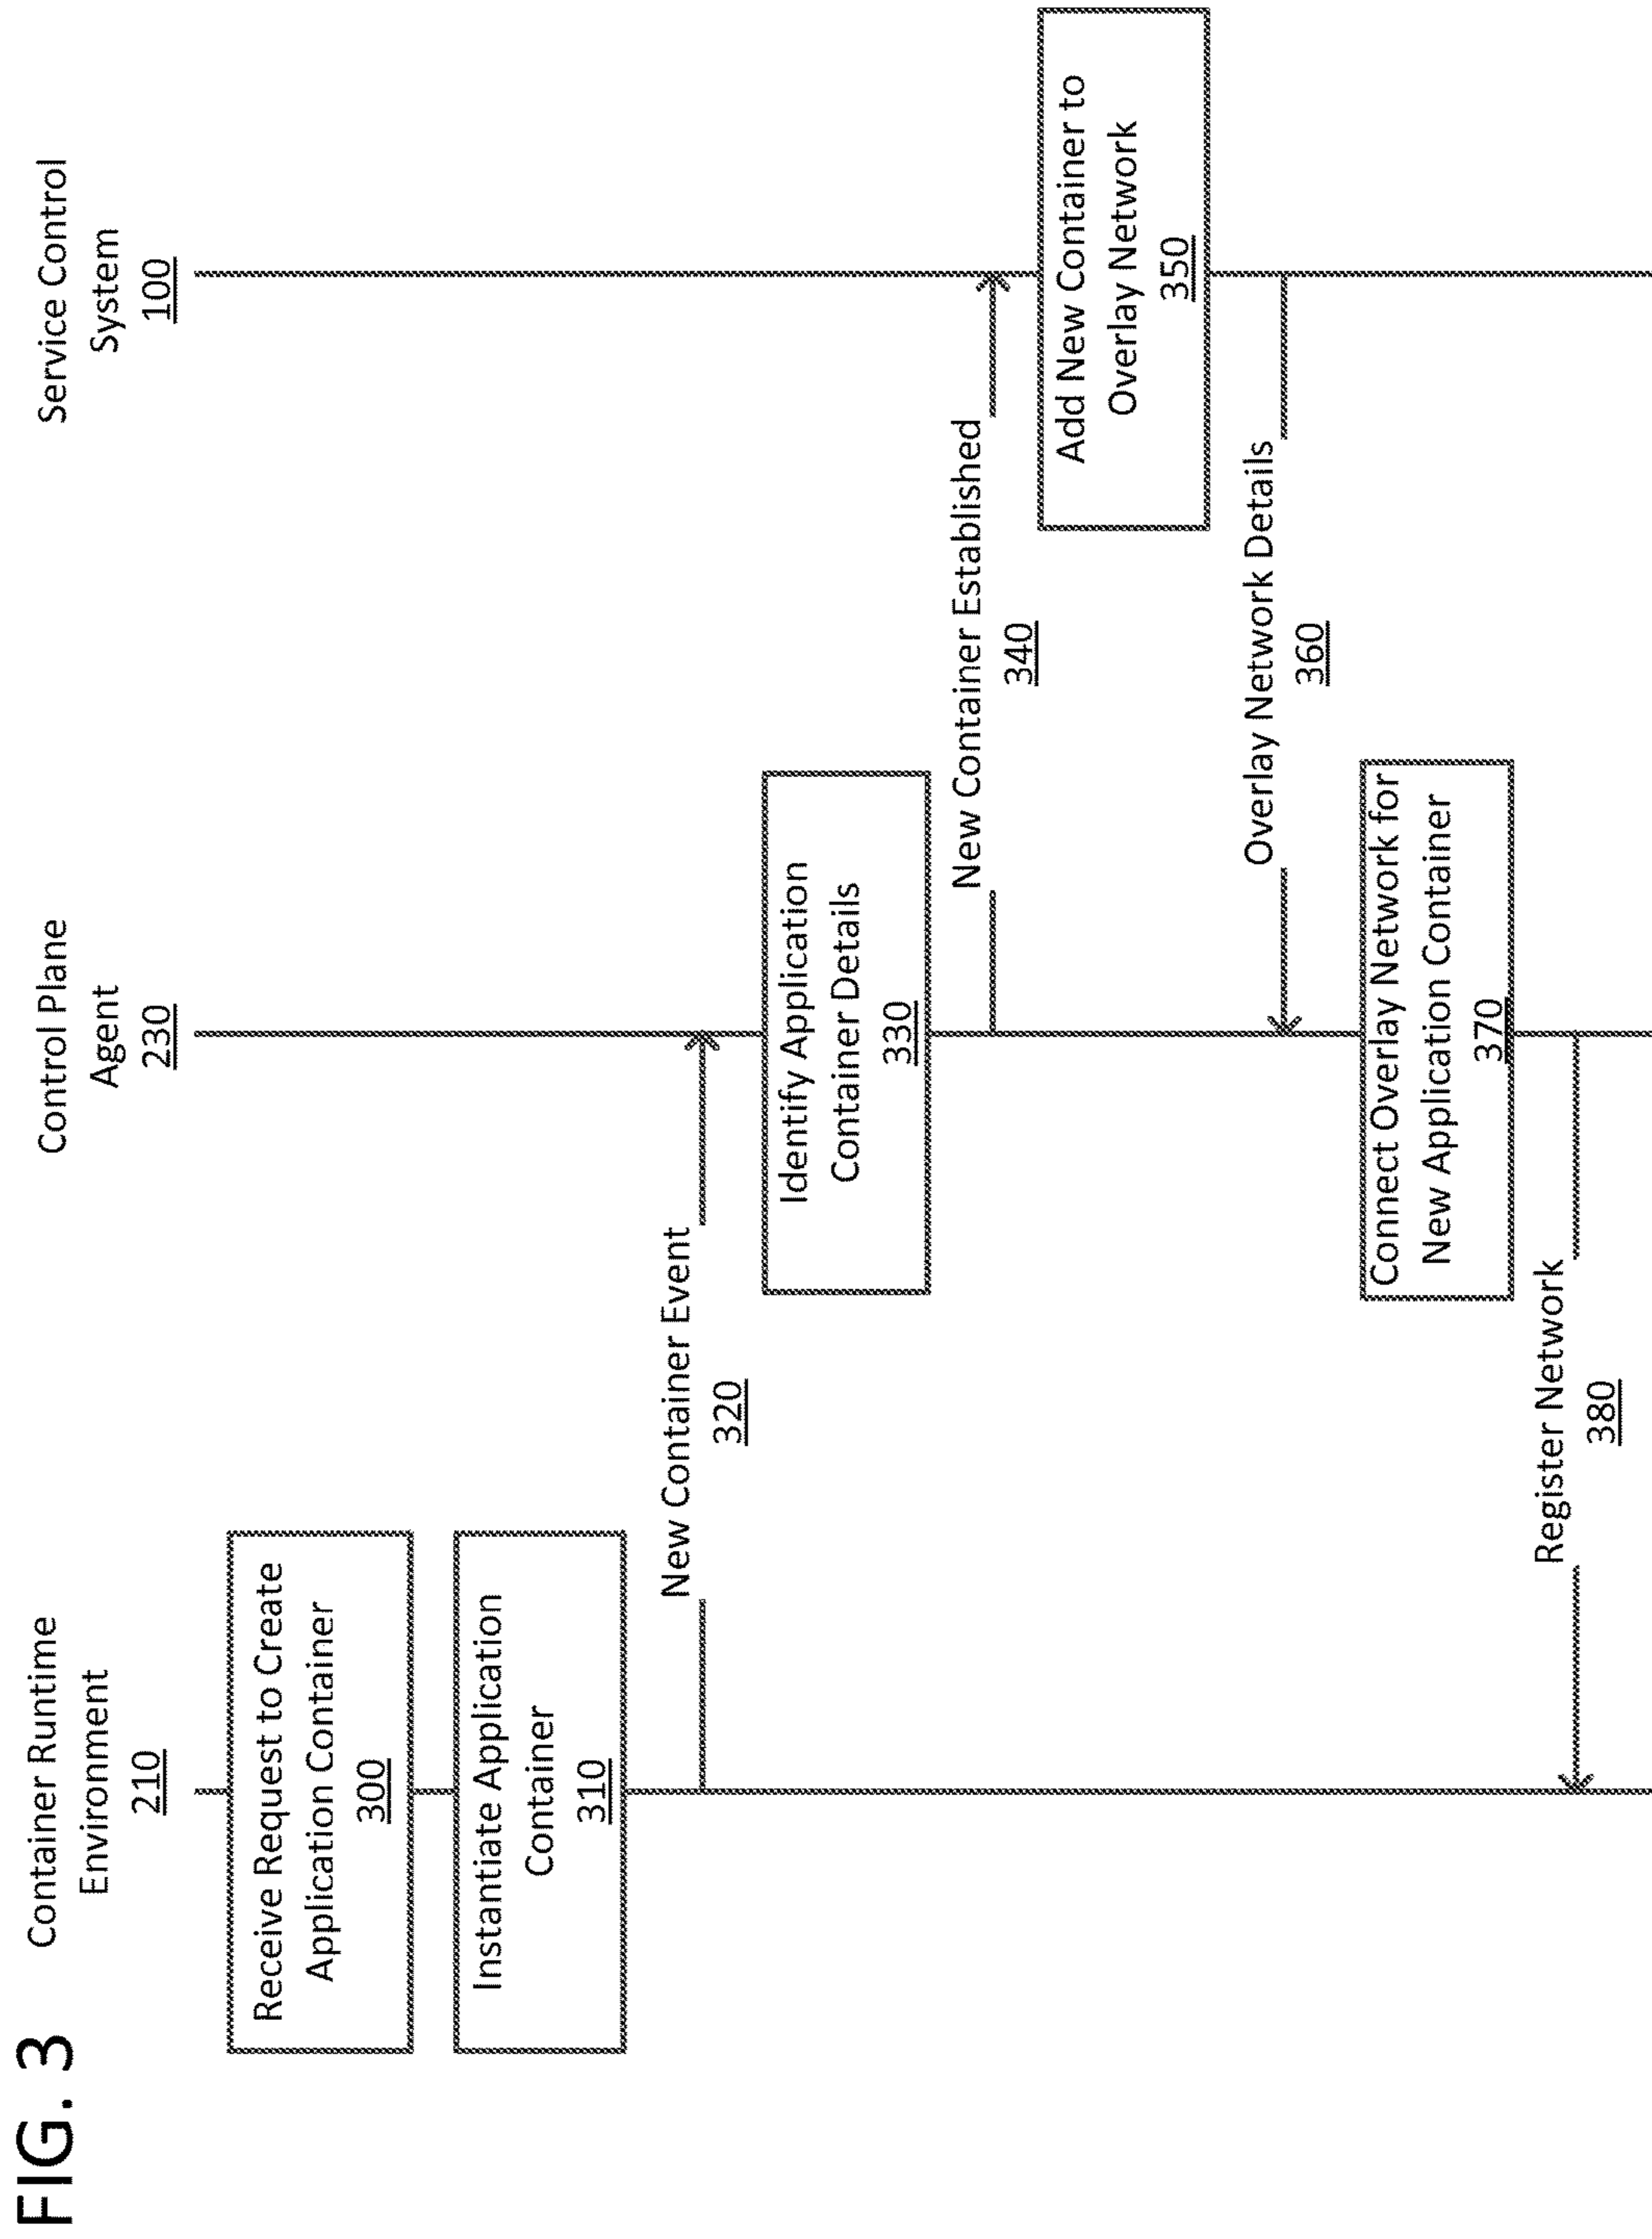 FIG. 3
Container Runtime
Environment
210
Control Plane
Agent
230
Service Control
System
100
Receive Request to Create
Application Container
300
Instantiate Application
Container
310
New Container Event
320
Identify Application
Container Details
330
New Container Established
340
Add New Container to
Overlay Network
350
Overlay Network Details
360
Connect Overlay Network for
New Application Container
370
Register Network
380